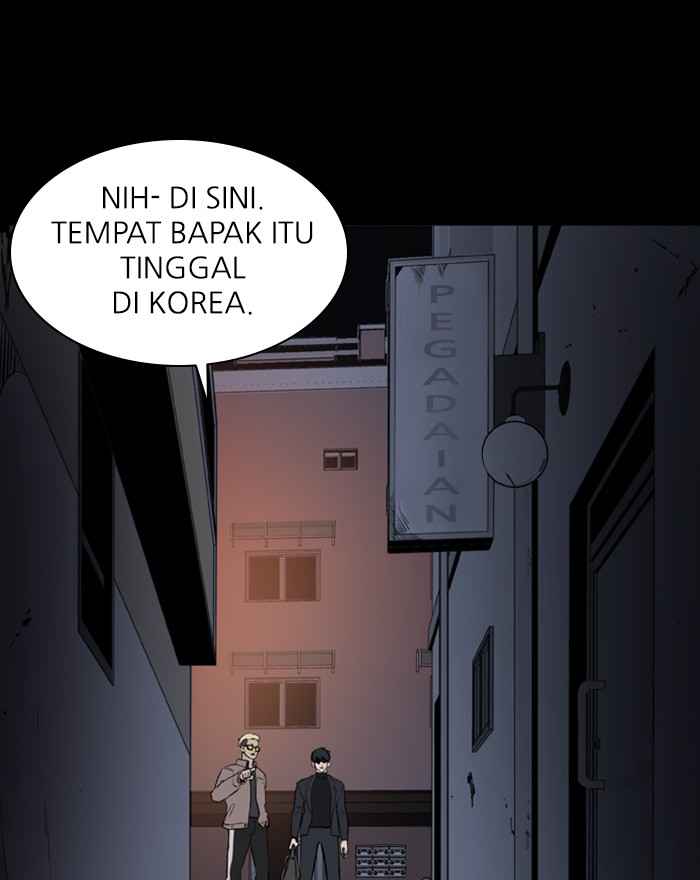 NIH- DI SINI.
TEMPAT BAPAK ITU
TINGGAL
DI KOREA.
PEGADAIAN